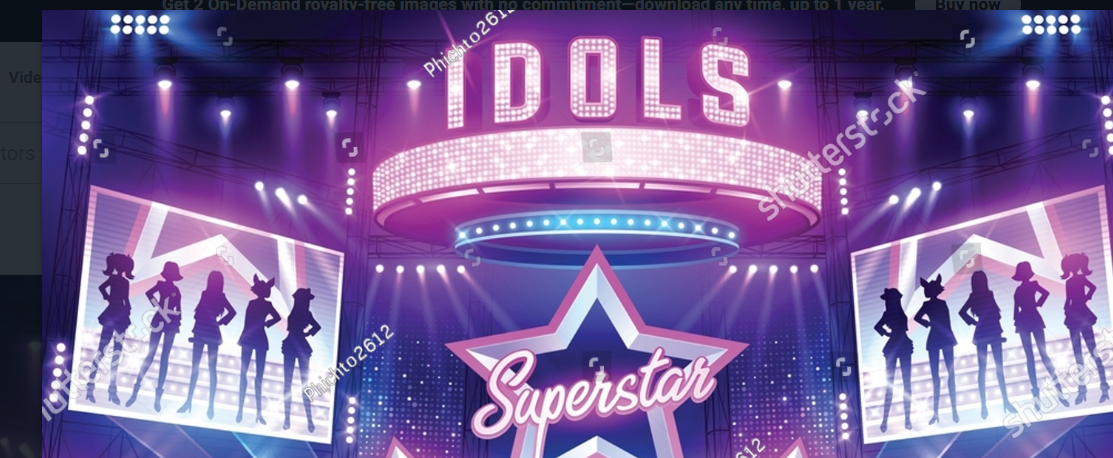 Get 2 On-Demand royalty-free images with no commitment—download any time, up to 1 year.
Buy now
Phichto2612
IDOLS
Vide
shutterstock
tors
Superstar
Phichto2612
shutterstock
shutterstock
2612